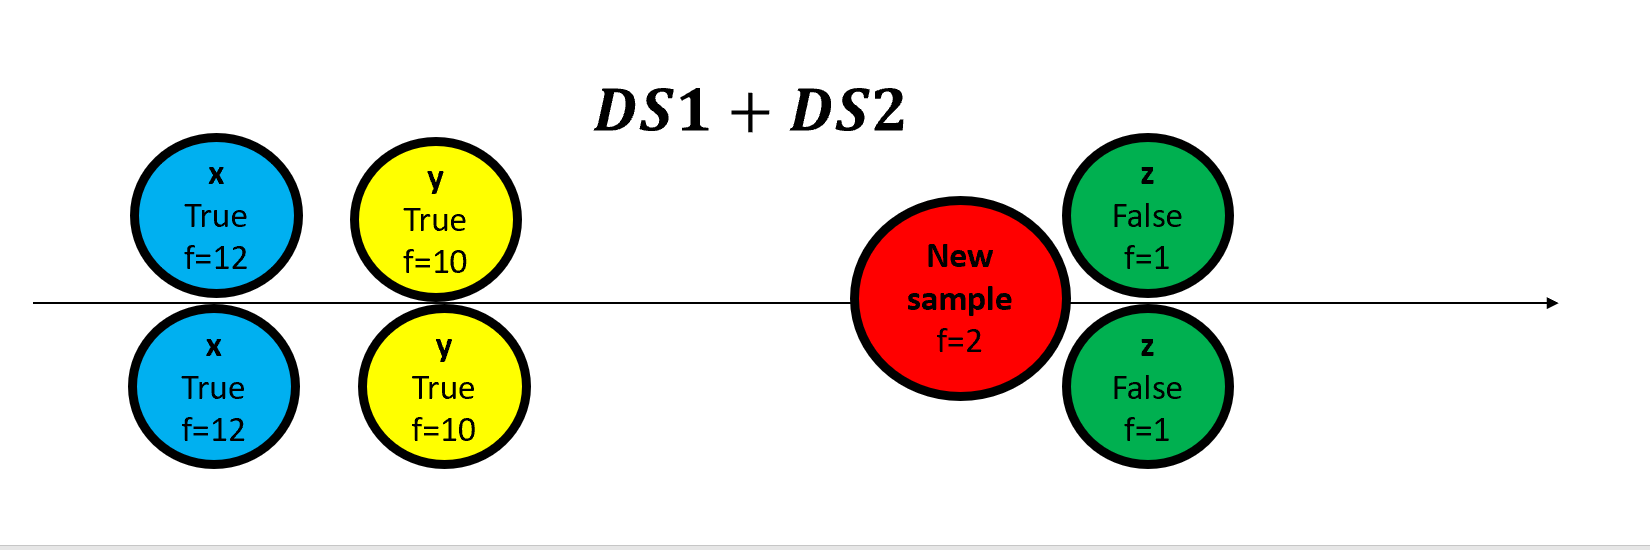 DS1 + DS2
x
True
f=12
y
True
f=10
New
sample
f=2
z
False
f=1
x
True
f=12
y
True
f=10
z
False
f=1